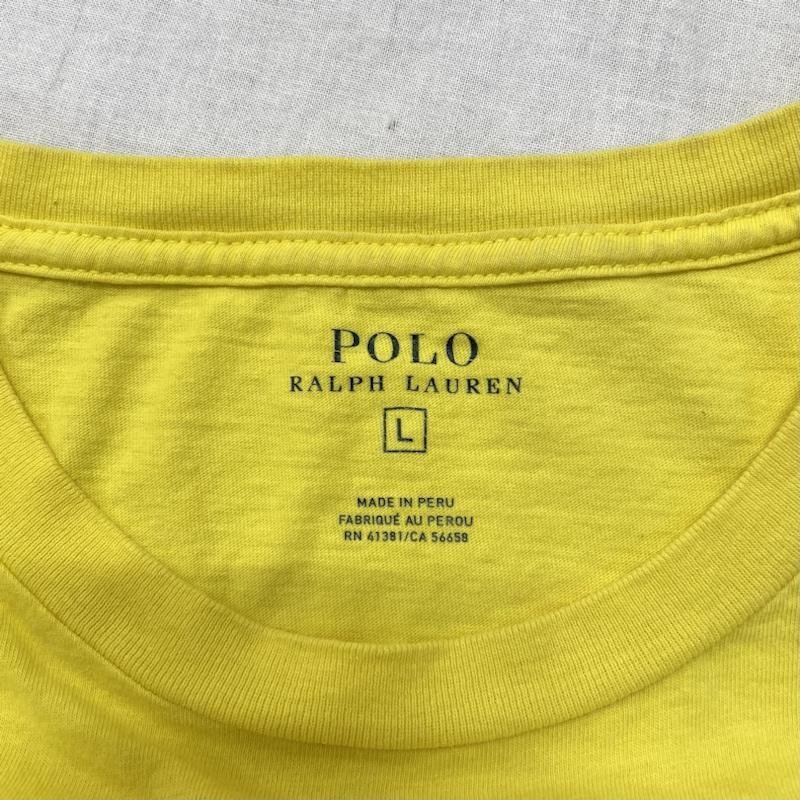 POLO
RALPH LAUREN
L
MADE IN PERU
FABRIQUÉ AU PEROU
RN 41381/CA 56658